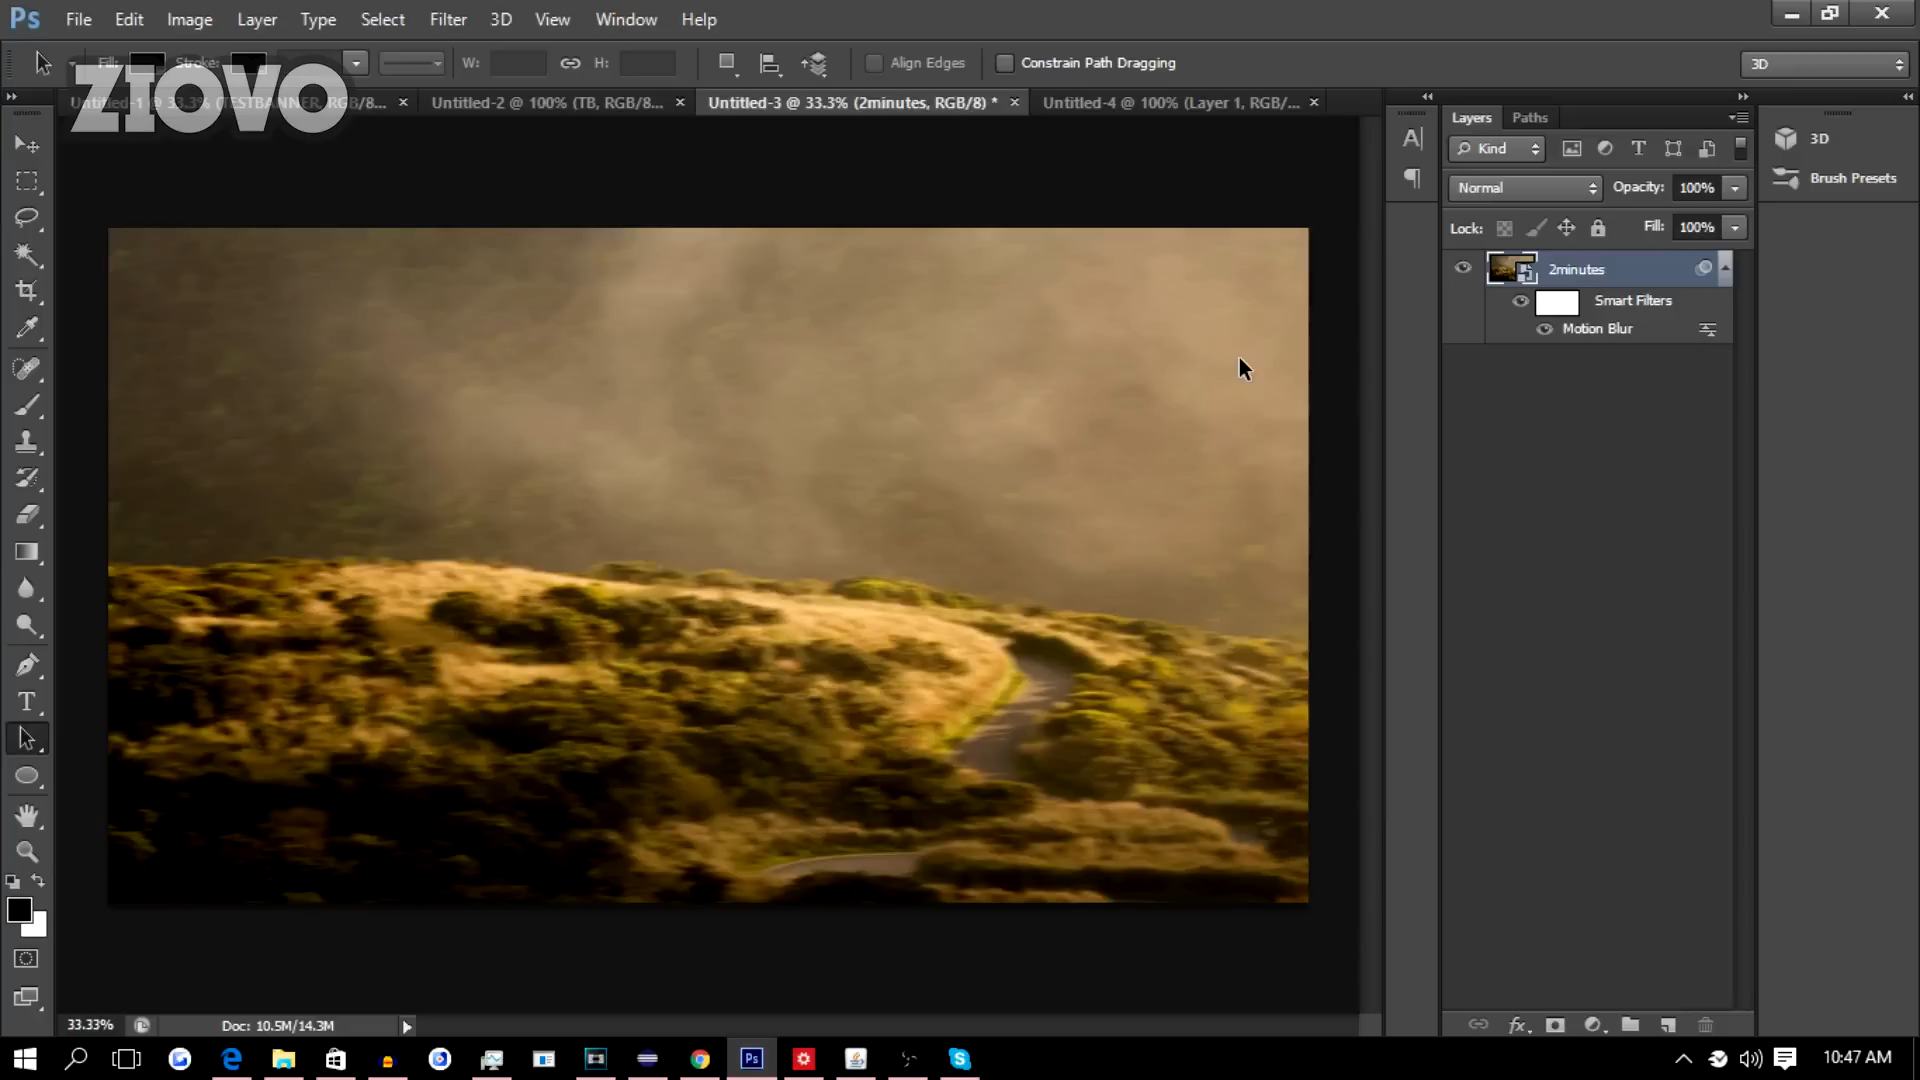 Ps File Edit Image Layer Type Select Filter 3D View Window Help
Fill: Stroke: W: H: Align Edges Constrain Path Dragging 3D
ZIOVO
Untitled-1 @ 33.3% (TESTBANNER, RGB/8... Untitled-2 @ 100% (TB, RGB/8... Untitled-3 @ 33.3% (2minutes, RGB/8) * Untitled-4 @ 100% (Layer 1, RGB/...
Layers Paths
Kind
3D
Normal Opacity: 100%
Brush Presets
Lock: Fill: 100%
2minutes
Smart Filters
Motion Blur
33.33% Doc: 10.5M/14.3M
Ps
10:47 AM